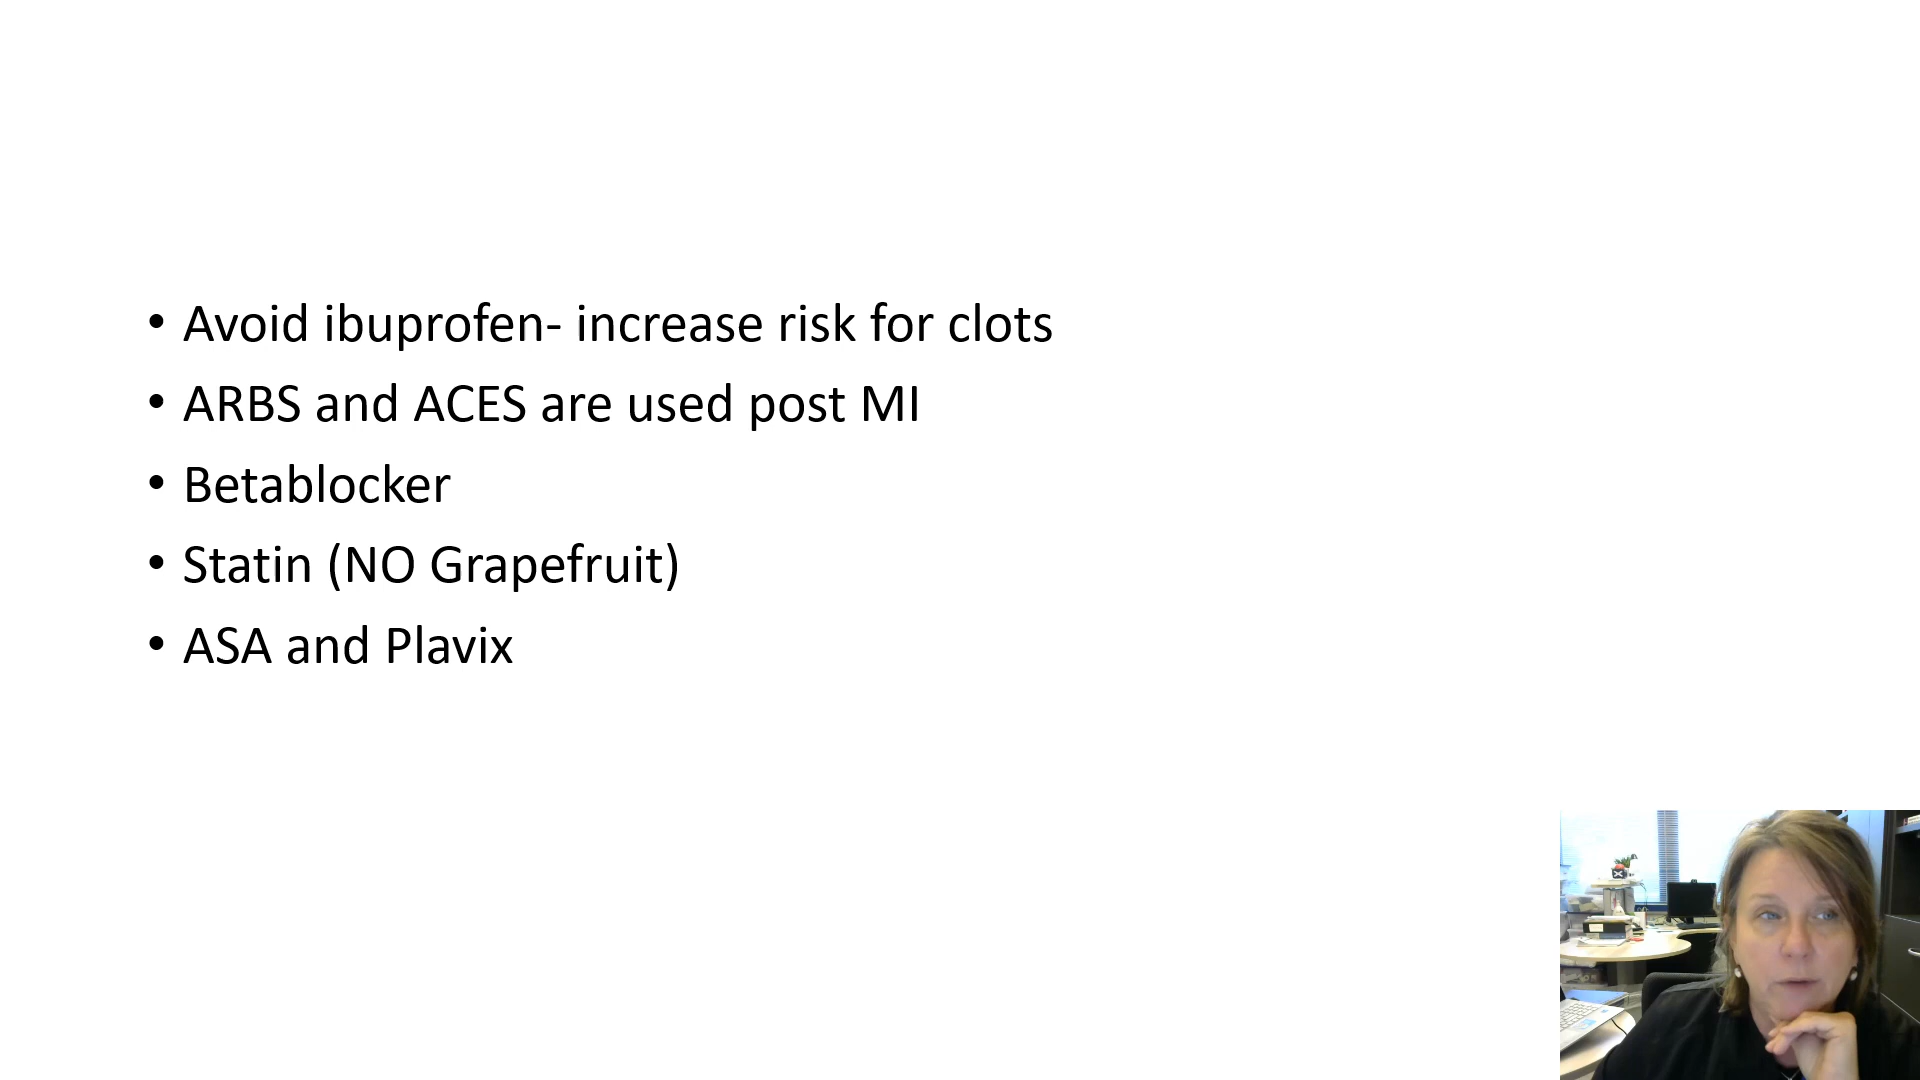 • Avoid ibuprofen- increase risk for clots
• ARBS and ACES are used post MI
• Betablocker
• Statin (NO Grapefruit)
• ASA and Plavix